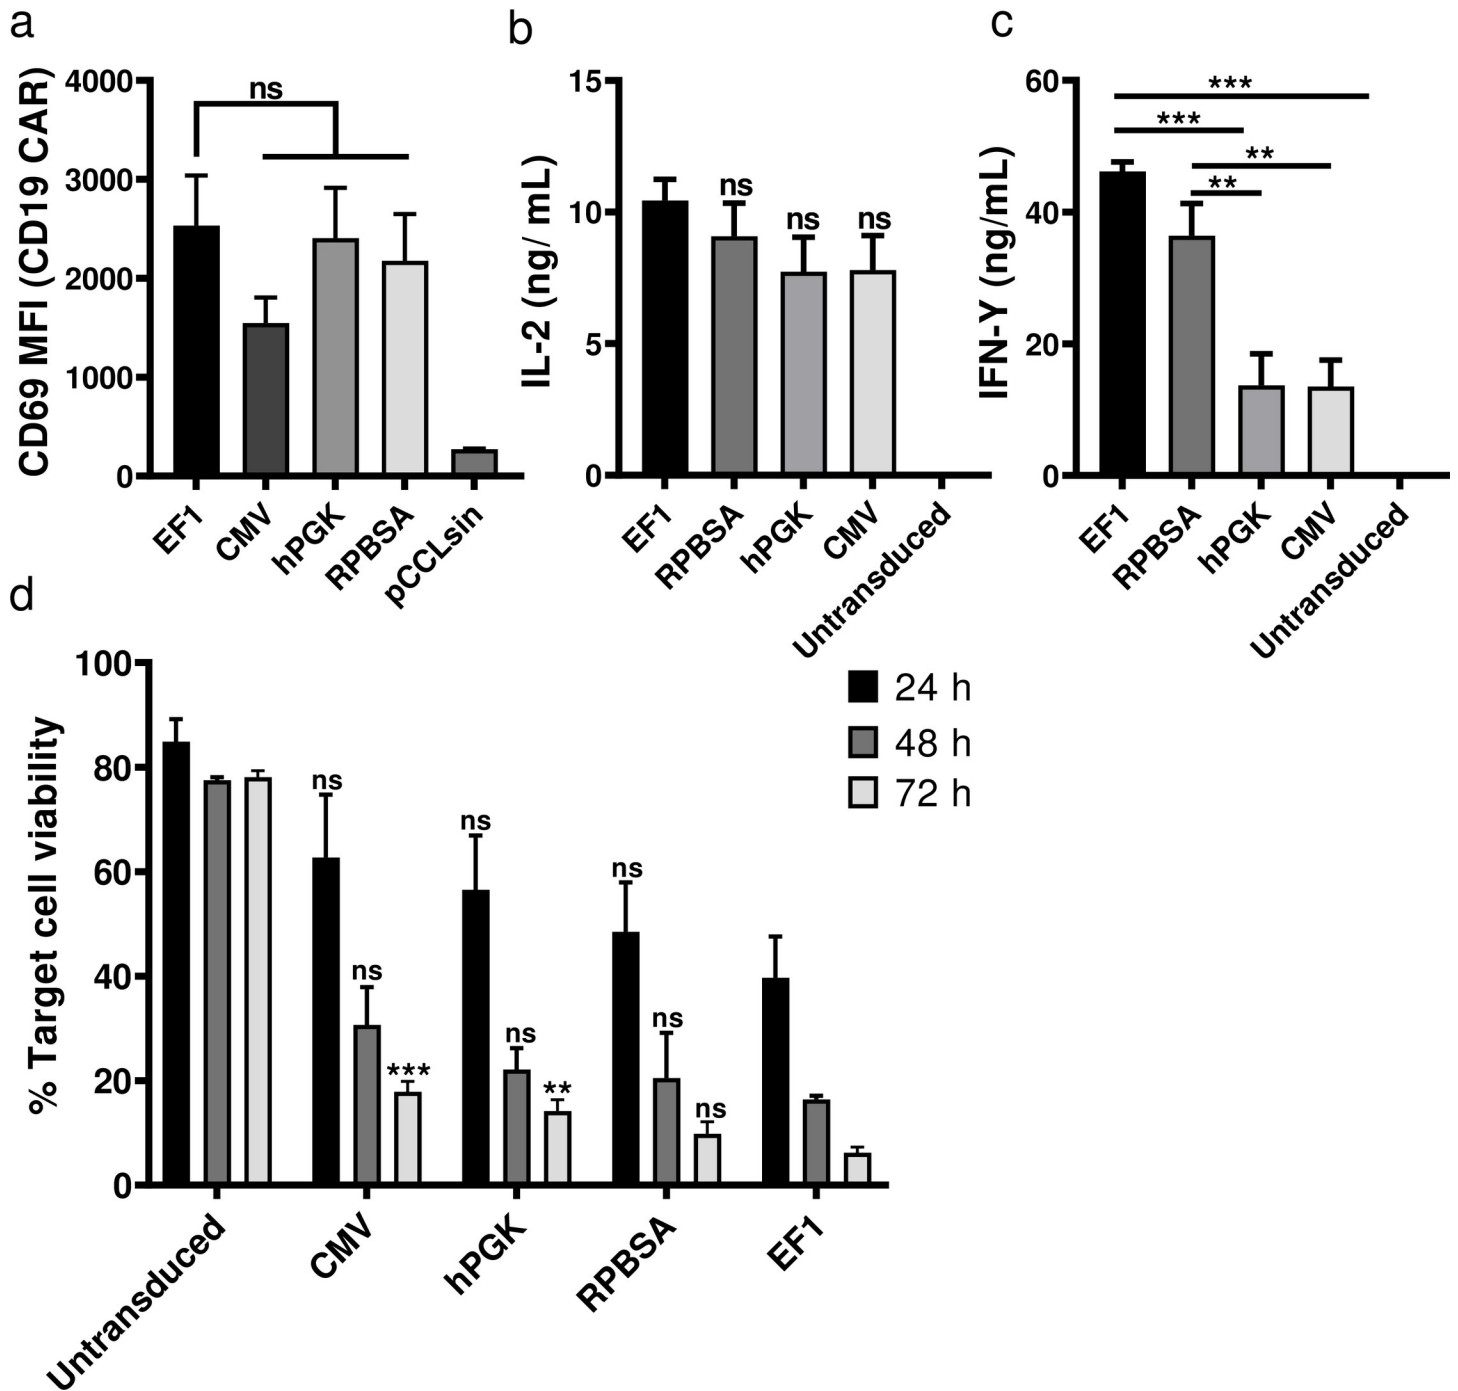 a
CD69 MFI (CD19 CAR)
4000
3000
2000
1000
0
ns
EF1
CMV
hPGK
RPBSA
pCCLsin
b
IL-2 (ng/ mL)
15
10
5
0
ns
ns
ns
EF1
RPBSA
hPGK
CMV
Untransduced
c
IFN-Y (ng/mL)
60
40
20
0
***
***
**
**
EF1
RPBSA
hPGK
CMV
Untransduced
d
% Target cell viability
100
80
60
40
20
0
ns
ns
***
ns
ns
**
ns
ns
ns
Untransduced
CMV
hPGK
RPBSA
EF1
24 h
48 h
72 h